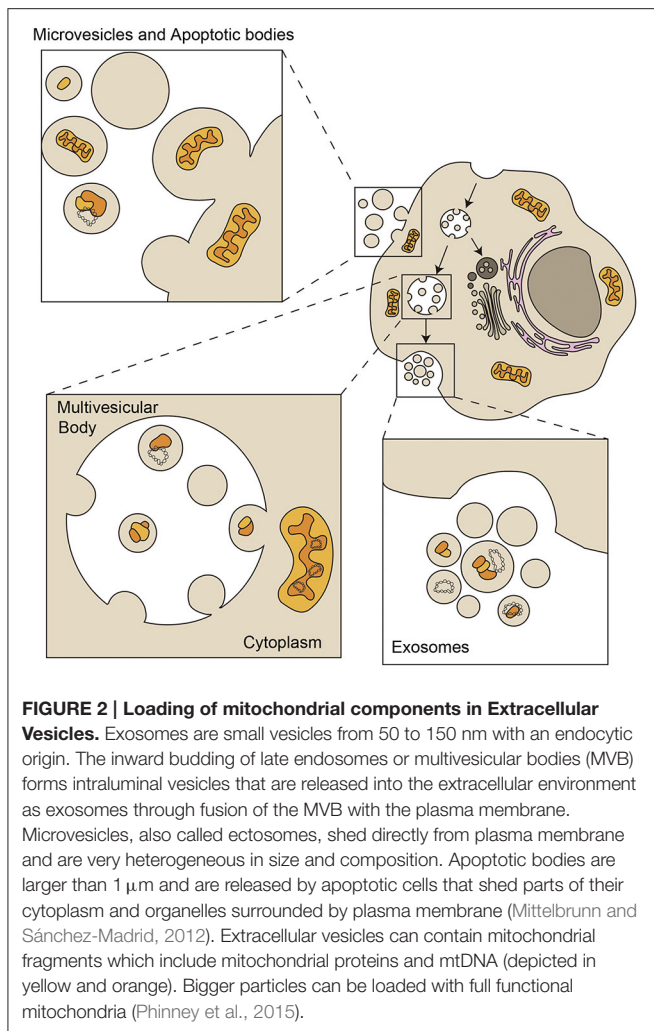 Microvesicles and Apoptotic bodies
Multivesicular
Body
Cytoplasm
Exosomes
FIGURE 2 | Loading of mitochondrial components in Extracellular
Vesicles. Exosomes are small vesicles from 50 to 150 nm with an endocytic
origin. The inward budding of late endosomes or multivesicular bodies (MVB)
forms intraluminal vesicles that are released into the extracellular environment
as exosomes through fusion of the MVB with the plasma membrane.
Microvesicles, also called ectosomes, shed directly from plasma membrane
and are very heterogeneous in size and composition. Apoptotic bodies are
larger than 1 μm and are released by apoptotic cells that shed parts of their
cytoplasm and organelles surrounded by plasma membrane (Mittelbrunn and
Sánchez-Madrid, 2012). Extracellular vesicles can contain mitochondrial
fragments which include mitochondrial proteins and mtDNA (depicted in
yellow and orange). Bigger particles can be loaded with full functional
mitochondria (Phinney et al., 2015).